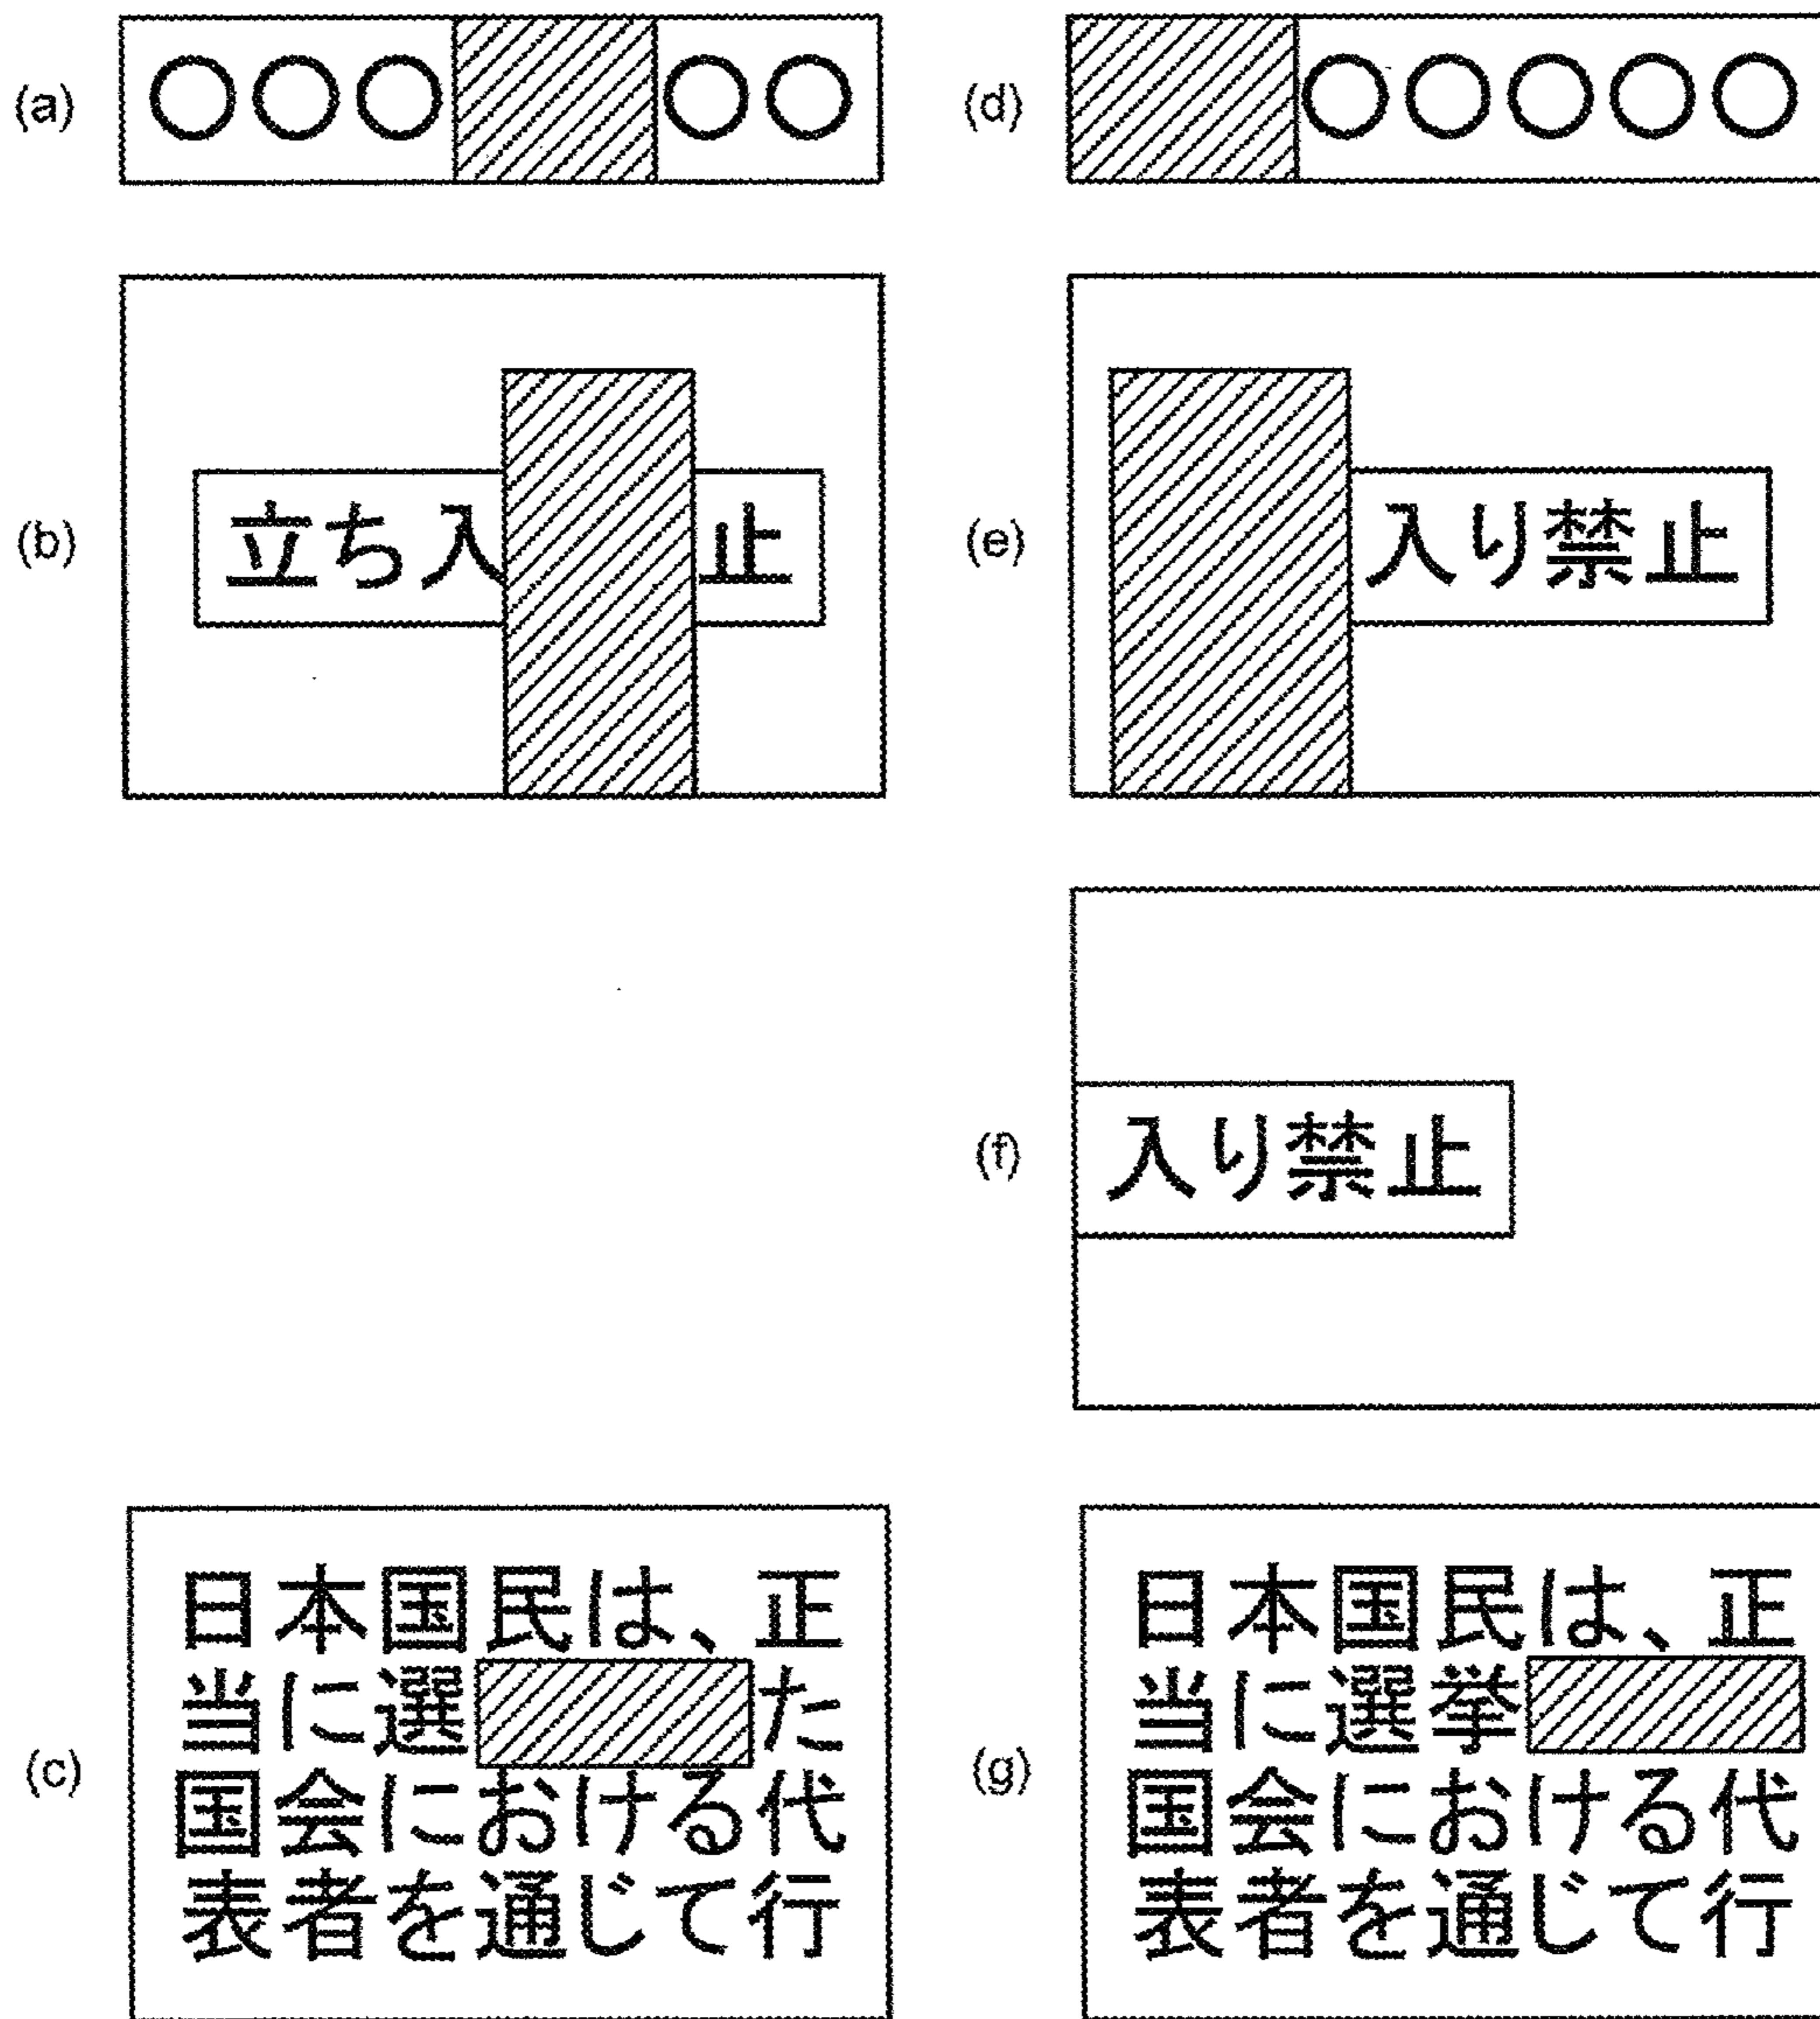 (a) ○○○ ○○
(b) 立ち入 止
(c) 日本国民は、正
当に選 た
国会における代
表者を通じて行
(d) ○○○○○
(e) 入り禁止
(f) 入り禁止
(g) 日本国民は、正
当に選挙
国会における代
表者を通じて行